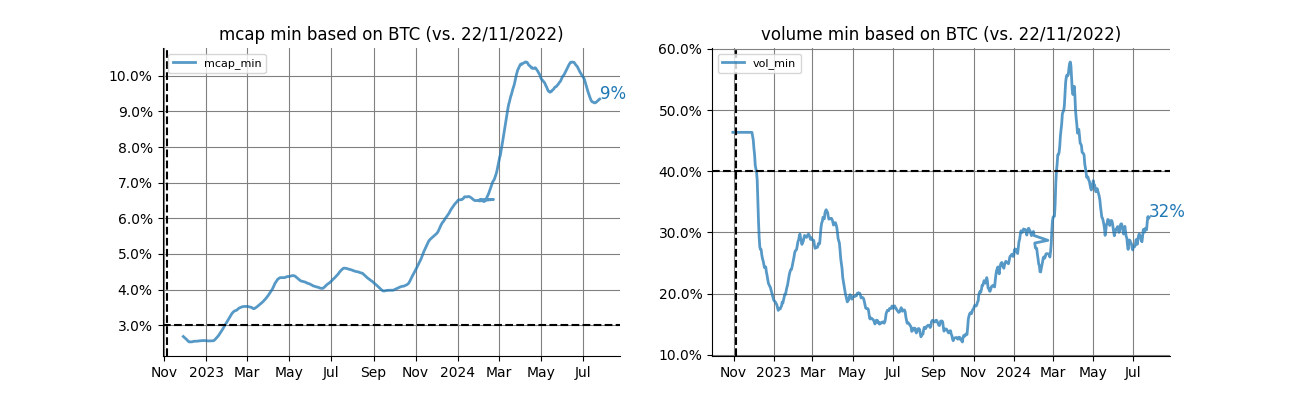 mcap min based on BTC (vs. 22/11/2022)
mcap_min
10.0%
9.0%
8.0%
7.0%
6.0%
5.0%
4.0%
3.0%
9%
Nov 2023 Mar May Jul Sep Nov 2024 Mar May Jul
volume min based on BTC (vs. 22/11/2022)
vol_min
60.0%
50.0%
40.0%
30.0%
20.0%
10.0%
32%
Nov 2023 Mar May Jul Sep Nov 2024 Mar May Jul